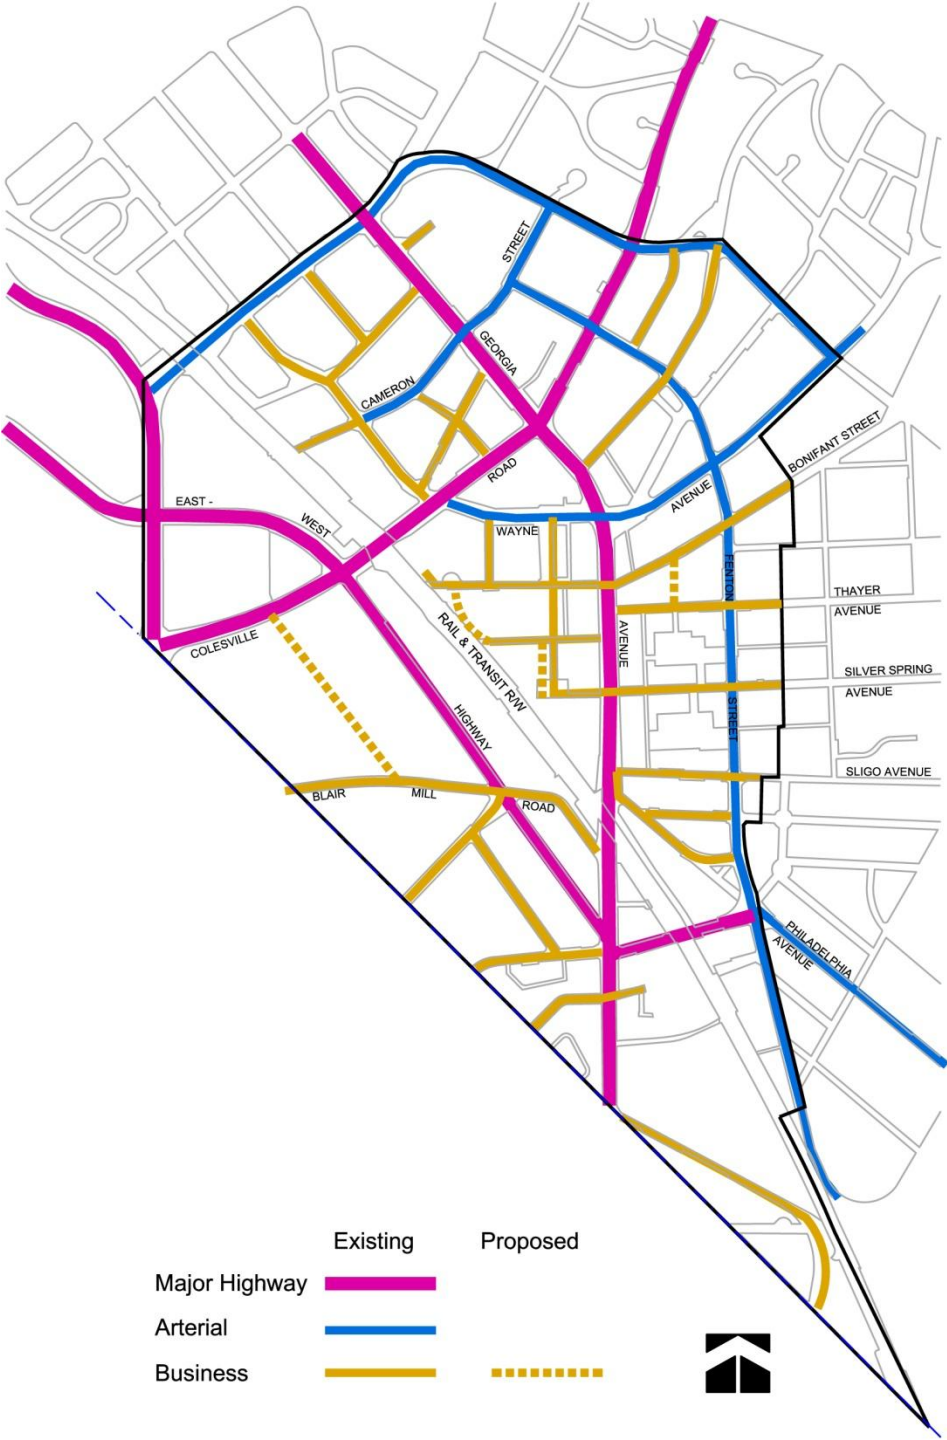 STREET
GEORGIA
CAMERON
BONIFANT STREET
ROAD
AVENUE
EAST -
WEST
WAYNE
FENTON
THAYER
AVENUE
RAIL & TRANSIT R/W
AVENUE
COLESVILLE
SILVER SPRING
AVENUE
STREET
HIGHWAY
SLIGO AVENUE
BLAIR
MILL
ROAD
PHILADELPHIA
AVENUE
Existing Proposed
Major Highway
Arterial
Business